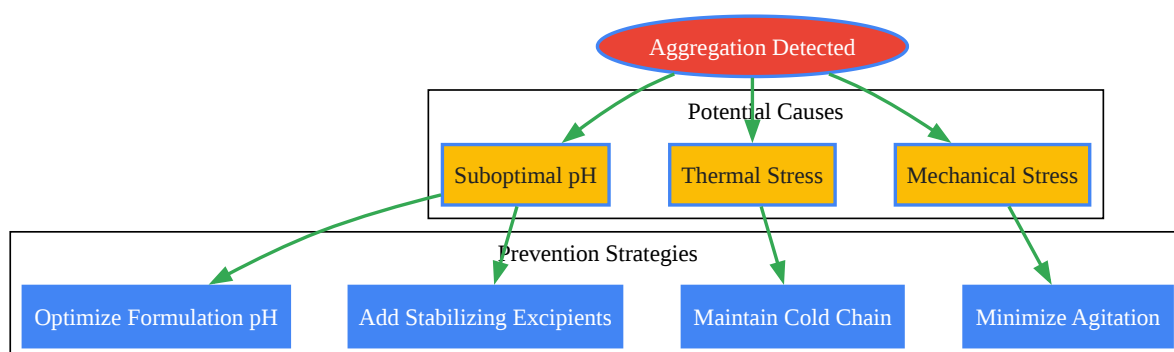 Aggregation Detected
Potential Causes
Suboptimal pH
Thermal Stress
Mechanical Stress
Prevention Strategies
Optimize Formulation pH
Add Stabilizing Excipients
Maintain Cold Chain
Minimize Agitation